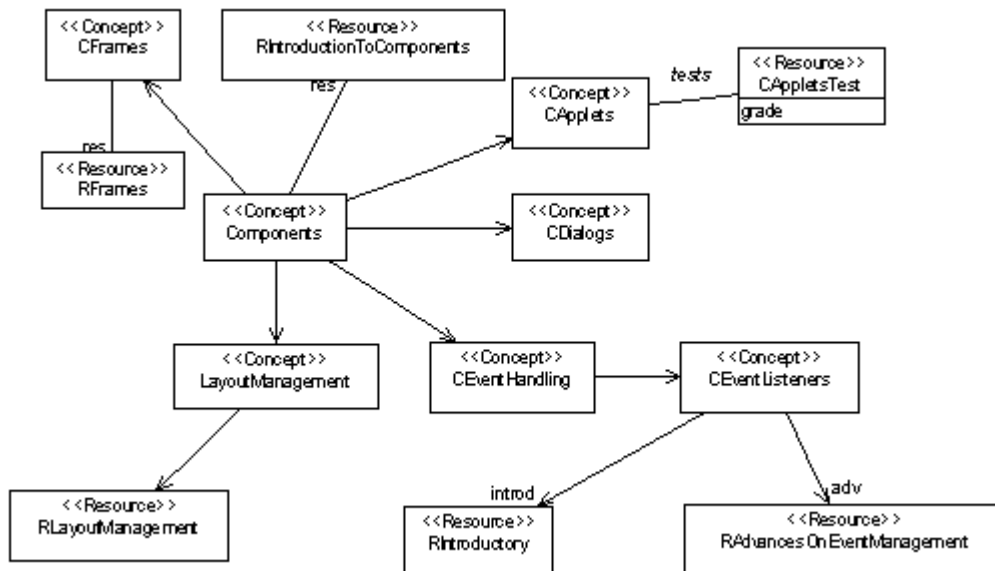 <<Concept>>
CFrames
<<Resource>>
RIntroductionToComponents
res
<<Concept>>
CApplets
tests
<<Resource>>
CAppletsTest
grade
res
<<Resource>>
RFrames
<<Concept>>
Components
<<Concept>>
CDialogs
<<Concept>>
LayoutManagement
<<Concept>>
CEventHandling
<<Concept>>
CEventListeners
<<Resource>>
RLayoutManagement
introd
<<Resource>>
RIntroductory
adv
<<Resource>>
RAdvancesOnEventManagement